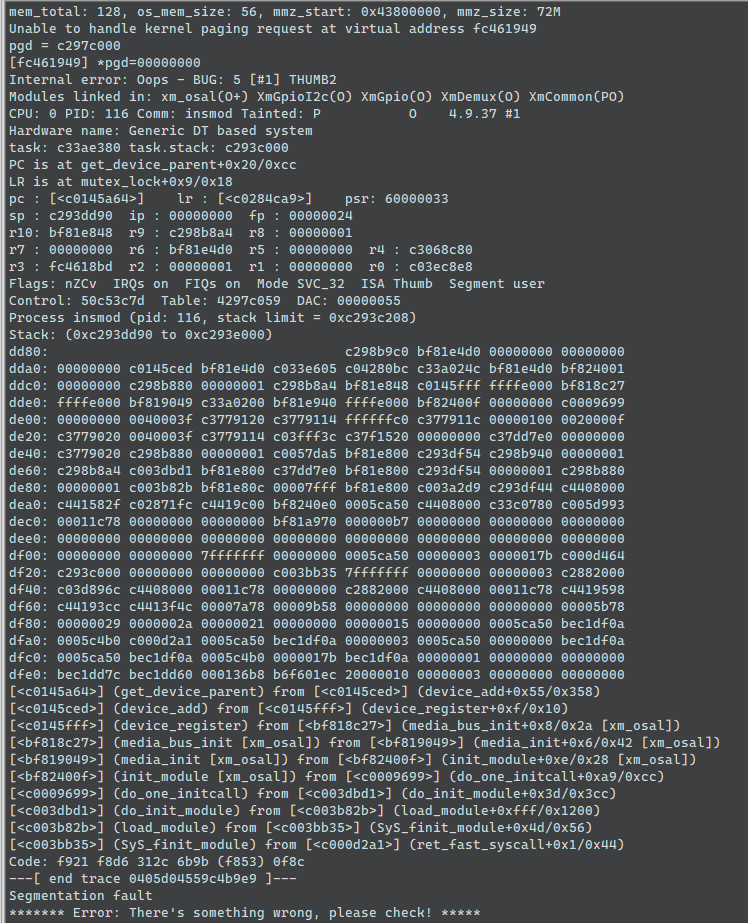 mem_total: 128, os_mem_size: 56, mmz_start: 0x43800000, mmz_size: 72M
Unable to handle kernel paging request at virtual address fc461949
pgd = c297c000
[fc461949] *pgd=00000000
Internal error: Oops - BUG: 5 [#1] THUMB2
Modules linked in: xm_osal(O+) XmGpioI2c(O) XmGpio(O) XmDemux(O) XmCommon(PO)
CPU: 0 PID: 116 Comm: insmod Tainted: P           O    4.9.37 #1
Hardware name: Generic DT based system
task: c33ae380 task.stack: c293c000
PC is at get_device_parent+0x20/0xcc
LR is at mutex_lock+0x9/0x18
pc : [<c0145a64>]    lr : [<c0284ca9>]    psr: 60000033
sp : c293dd90  ip : 00000000  fp : 00000024
r10: bf81e848  r9 : c298b8a4  r8 : 00000001
r7 : 00000000  r6 : bf81e4d0  r5 : 00000000  r4 : c3068c80
r3 : fc4618bd  r2 : 00000001  r1 : 00000000  r0 : c03ec8e8
Flags: nZCv  IRQs on  FIQs on  Mode SVC_32  ISA Thumb  Segment user
Control: 50c53c7d  Table: 4297c059  DAC: 00000055
Process insmod (pid: 116, stack limit = 0xc293c208)
Stack: (0xc293dd90 to 0xc293e000)
dd80:                                     c298b9c0 bf81e4d0 00000000 00000000
dda0: 00000000 c0145ced bf81e4d0 c033e605 c04280bc c33a024c bf81e4d0 bf824001
ddc0: 00000000 c298b880 00000001 c298b8a4 bf81e848 c0145fff ffffe000 bf818c27
dde0: ffffe000 bf819049 c33a0200 bf81e940 ffffe000 bf82400f 00000000 c0009699
de00: 00000000 0040003f c3779120 c3779114 ffffffc0 c377911c 00000100 0020000f
de20: c3779020 0040003f c3779114 c03fff3c c37f1520 00000000 c37dd7e0 00000000
de40: c3779020 c298b880 00000001 c0057da5 bf81e800 c293df54 c298b940 00000001
de60: c298b8a4 c003dbd1 bf81e800 c37dd7e0 bf81e800 c293df54 00000001 c298b880
de80: 00000001 c003b82b bf81e80c 00007fff bf81e800 c003a2d9 c293df44 c4408000
dea0: c441582f c02871fc c4419c00 bf8240e0 0005ca50 c4408000 c33c0780 c005d993
dec0: 00011c78 00000000 00000000 bf81a970 000000b7 00000000 00000000 00000000
dee0: 00000000 00000000 00000000 00000000 00000000 00000000 00000000 00000000
df00: 00000000 00000000 7fffffff 00000000 0005ca50 00000003 0000017b c000d464
df20: c293c000 00000000 00000000 c003bb35 7fffffff 00000000 00000003 c2882000
df40: c03d896c c4408000 00011c78 00000000 c2882000 c4408000 00011c78 c4419598
df60: c44193cc c4413f4c 00007a78 00009b58 00000000 00000000 00000000 00005b78
df80: 00000029 0000002a 00000021 00000000 00000015 00000000 0005ca50 bec1df0a
dfa0: 0005c4b0 c000d2a1 0005ca50 bec1df0a 00000003 0005ca50 00000000 bec1df0a
dfc0: 0005ca50 bec1df0a 0005c4b0 0000017b bec1df0a 00000001 00000000 00000000
dfe0: bec1dd7c bec1dd60 000136b8 b6f601ec 20000010 00000003 00000000 00000000
[<c0145a64>] (get_device_parent) from [<c0145ced>] (device_add+0x55/0x358)
[<c0145ced>] (device_add) from [<c0145fff>] (device_register+0xf/0x10)
[<c0145fff>] (device_register) from [<bf818c27>] (media_bus_init+0x8/0x2a [xm_osal])
[<bf818c27>] (media_bus_init [xm_osal]) from [<bf819049>] (media_init+0x6/0x42 [xm_osal])
[<bf819049>] (media_init [xm_osal]) from [<bf82400f>] (init_module+0xe/0x28 [xm_osal])
[<bf82400f>] (init_module [xm_osal]) from [<c0009699>] (do_one_initcall+0xa9/0xcc)
[<c0009699>] (do_one_initcall) from [<c003dbd1>] (do_init_module+0x3d/0x3cc)
[<c003dbd1>] (do_init_module) from [<c003b82b>] (load_module+0xfff/0x1200)
[<c003b82b>] (load_module) from [<c003bb35>] (SyS_finit_module+0x4d/0x56)
[<c003bb35>] (SyS_finit_module) from [<c000d2a1>] (ret_fast_syscall+0x1/0x44)
Code: f921 f8d6 312c 6b9b (f853) 0f8c
---[ end trace 0405d04559c4b9e9 ]---
Segmentation fault
******* Error: There's something wrong, please check! *****